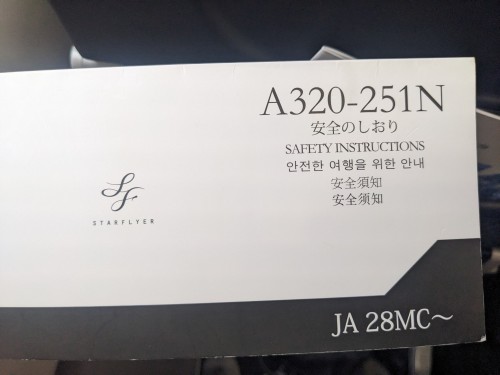 A320-251N
安全のしおり
SAFETY INSTRUCTIONS
안전한 여행을 위한 안내
安全須知
安全须知
SF
STARFLYER
JA 28MC～